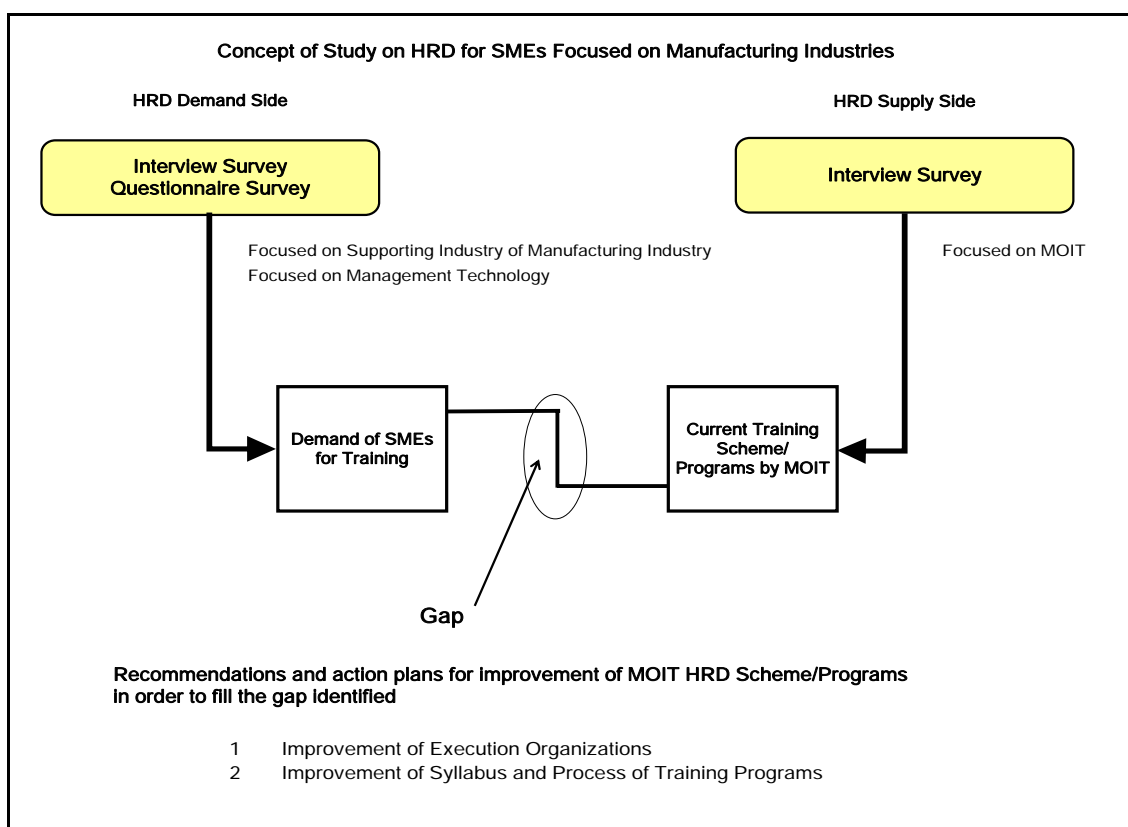 Concept of Study on HRD for SMEs Focused on Manufacturing Industries
HRD Demand Side
HRD Supply Side
Interview Survey
Questionnaire Survey
Interview Survey
Focused on Supporting Industry of Manufacturing Industry
Focused on Management Technology
Focused on MOIT
Demand of SMEs
for Training
Current Training
Scheme/
Programs by MOIT
Gap
Recommendations and action plans for improvement of MOIT HRD Scheme/Programs
in order to fill the gap identified
1 Improvement of Execution Organizations
2 Improvement of Syllabus and Process of Training Programs